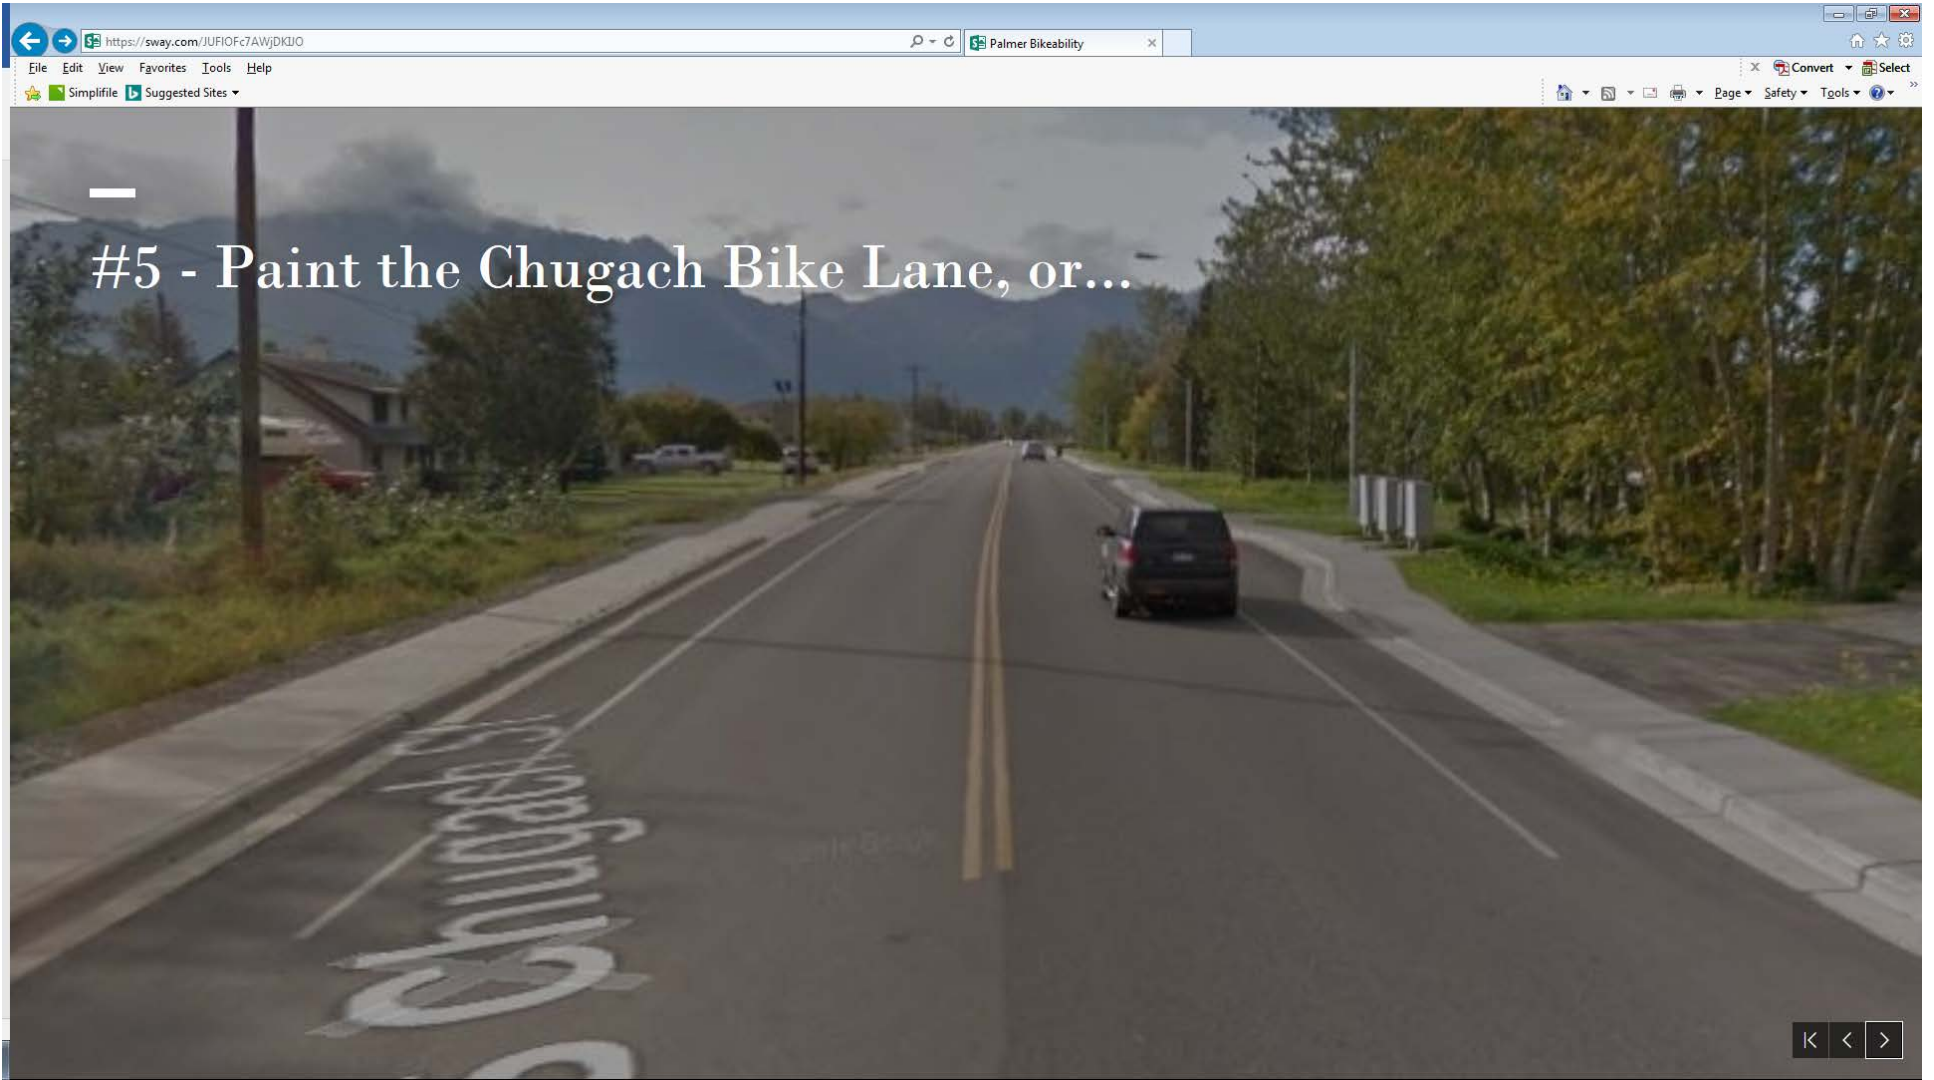 https://sway.com/JUFIOFc7AWjDKIJO
Palmer Bikeability
File Edit View Favorites Tools Help
Convert Select
Simplifile Suggested Sites
Page Safety Tools
#5 - Paint the Chugach Bike Lane, or...
Chugach St